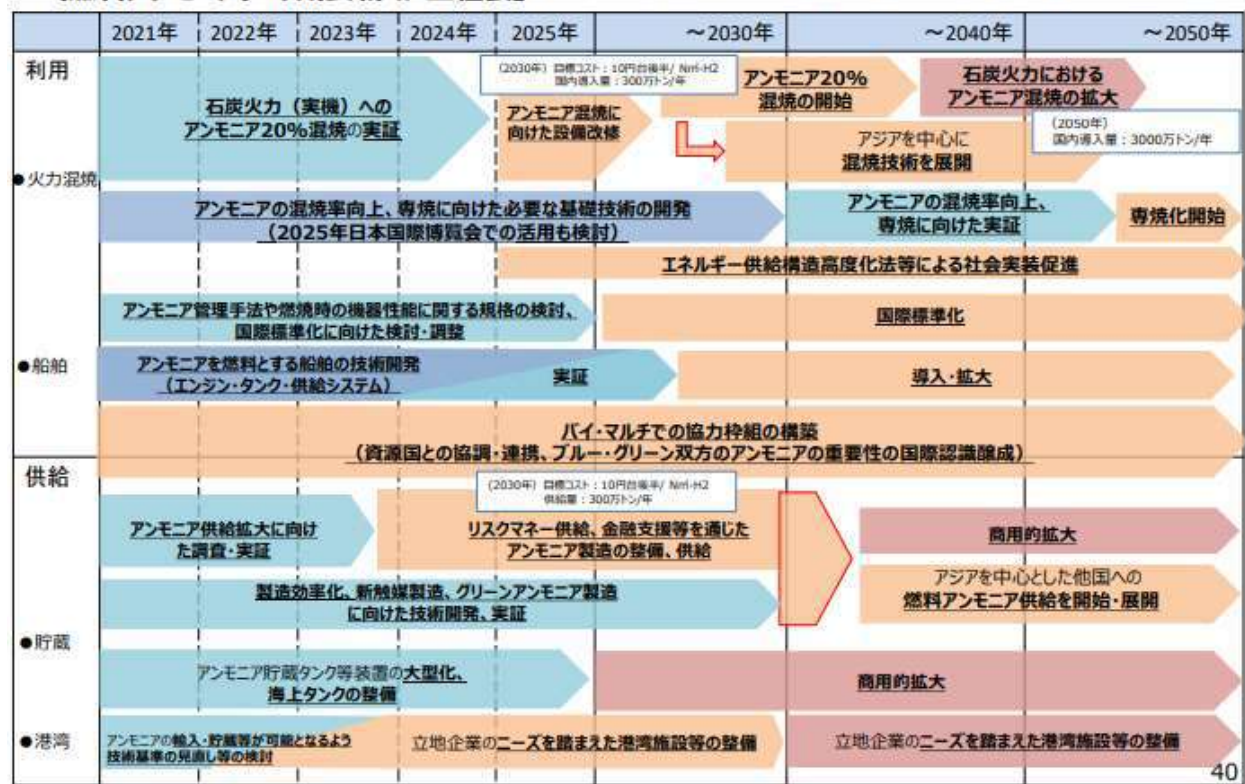 2021年 2022年 2023年 2024年 2025年 ～2030年 ～2040年 ～2050年
利用
●火力混焼
石炭火力（実機）への
アンモニア20%混焼の実証
(2030年) 目標コスト：10円台後半/ Nm³-H2
国内導入量：300万トン/年
アンモニア混焼に
向けた設備改修
アンモニア20%
混焼の開始
石炭火力における
アンモニア混焼の拡大
アジアを中心に
混焼技術を展開
（2050年）
国内導入量：3000万トン/年
アンモニアの混焼率向上、専焼に向けた必要な基礎技術の開発
（2025年日本国際博覧会での活用も検討）
アンモニアの混焼率向上、
専焼に向けた実証
専焼化開始
エネルギー供給構造高度化法等による社会実装促進
アンモニア管理手法や燃焼時の機器性能に関する規格の検討、
国際標準化に向けた検討・調整
国際標準化
●船舶
アンモニアを燃料とする船舶の技術開発
（エンジン・タンク・供給システム）
実証
導入・拡大
バイ・マルチでの協力枠組の構築
（資源国との協調・連携、ブルー・グリーン双方のアンモニアの重要性の国際認識醸成）
供給
(2030年) 目標コスト：10円台後半/ Nm³-H2
供給量：300万トン/年
アンモニア供給拡大に向け
た調査・実証
リスクマネー供給、金融支援等を通じた
アンモニア製造の整備、供給
商用的拡大
製造効率化、新触媒製造、グリーンアンモニア製造
に向けた技術開発、実証
アジアを中心とした他国への
燃料アンモニア供給を開始・展開
●貯蔵
アンモニア貯蔵タンク等装置の大型化、
海上タンクの整備
商用的拡大
●港湾
アンモニアの輸入・貯蔵等が可能となるよう
技術基準の見直し等の検討
立地企業のニーズを踏まえた港湾施設等の整備
立地企業のニーズを踏まえた港湾施設等の整備
40